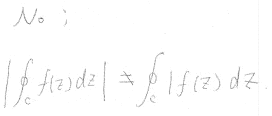 No;
|∮_c f(z) dz| ≠ ∮_c |f(z) dz.